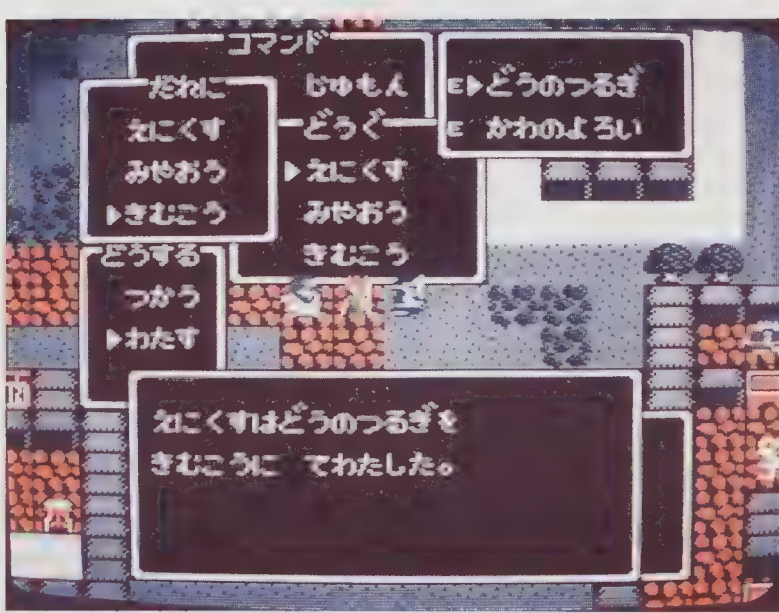 コマンド
じゅもん
だれに
えにくす
みやおう
▶きむこう
どうぐ
▶えにくす
みやおう
きむこう
E▶どうのつるぎ
E かわのよろい
どうする
つかう
▶わたす
えにくすはどうのつるぎを
きむこうに てわたした。